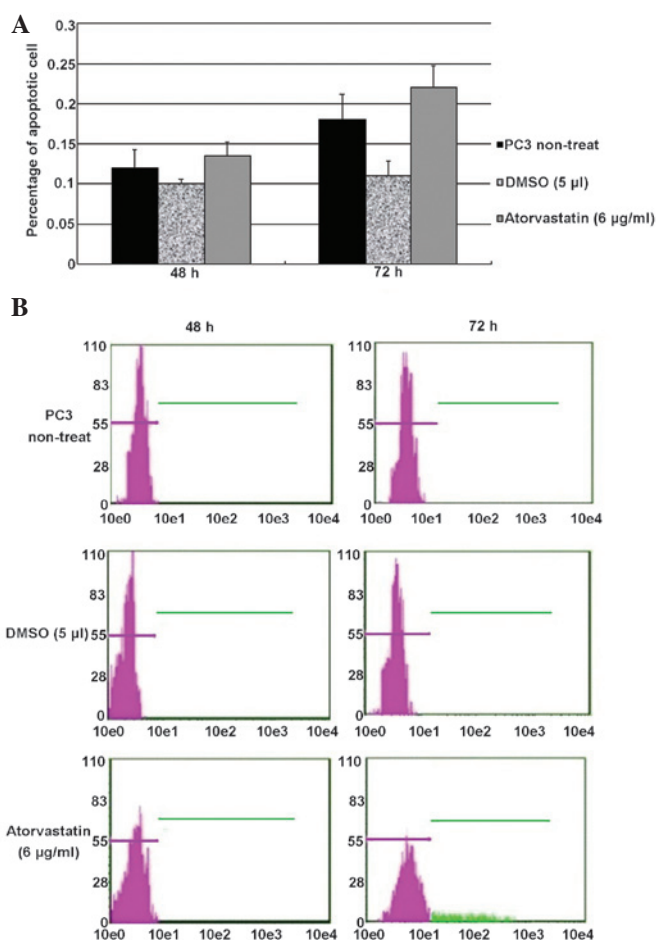 A
Percentage of apoptotic cell
0.3
0.25
0.2
0.15
0.1
0.05
0
48 h
72 h
PC3 non-treat
DMSO (5 µl)
Atorvastatin (6 µg/ml)
B
48 h
72 h
PC3
non-treat
110
83
55
28
0
10e0 10e1 10e2 10e3 10e4
110
83
55
28
0
10e0 10e1 10e2 10e3 10e4
DMSO (5 µl)
110
83
55
28
0
10e0 10e1 10e2 10e3 10e4
110
83
55
28
0
10e0 10e1 10e2 10e3 10e4
Atorvastatin
(6 µg/ml)
110
83
55
28
0
10e0 10e1 10e2 10e3 10e4
110
83
55
28
0
10e0 10e1 10e2 10e3 10e4